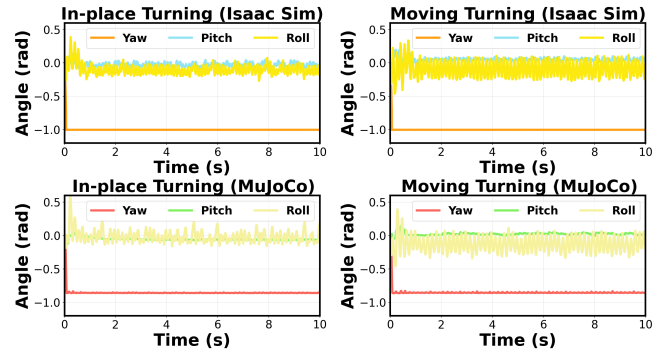 In-place Turning (Isaac Sim)
Yaw Pitch Roll
Angle (rad)
0.5
0.0
−0.5
−1.0
0 2 4 6 8 10
Time (s)
Moving Turning (Isaac Sim)
Yaw Pitch Roll
Angle (rad)
0.5
0.0
−0.5
−1.0
0 2 4 6 8 10
Time (s)
In-place Turning (MuJoCo)
Yaw Pitch Roll
Angle (rad)
0.5
0.0
−0.5
−1.0
0 2 4 6 8 10
Time (s)
Moving Turning (MuJoCo)
Yaw Pitch Roll
Angle (rad)
0.5
0.0
−0.5
−1.0
0 2 4 6 8 10
Time (s)